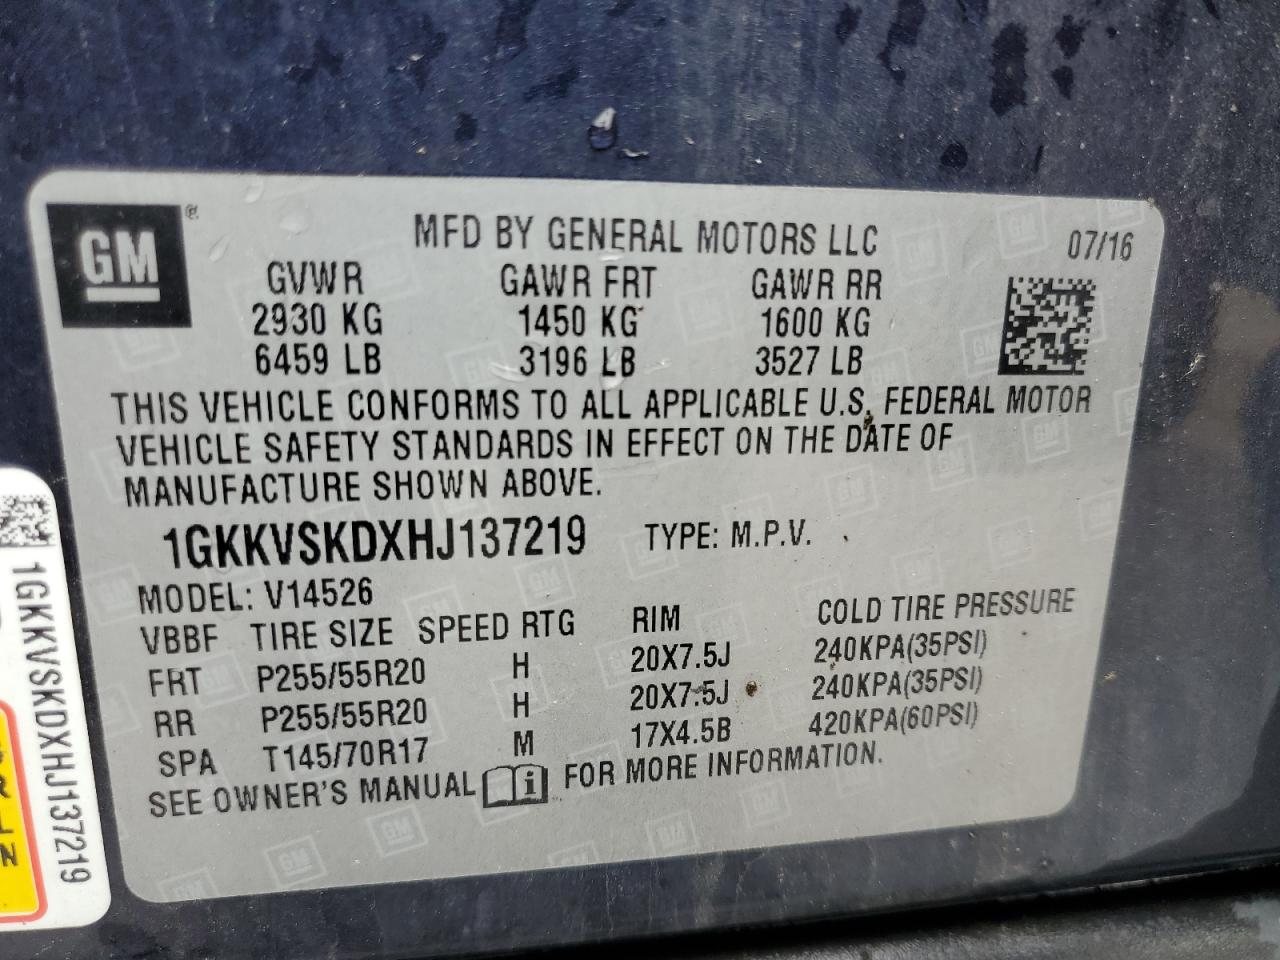 GM®
MFD BY GENERAL MOTORS LLC 07/16
GVWR GAWR FRT GAWR RR
2930 KG 1450 KG 1600 KG
6459 LB 3196 LB 3527 LB
THIS VEHICLE CONFORMS TO ALL APPLICABLE U.S. FEDERAL MOTOR
VEHICLE SAFETY STANDARDS IN EFFECT ON THE DATE OF
MANUFACTURE SHOWN ABOVE.
1GKKVSKDXHJ137219 TYPE: M.P.V.
MODEL: V14526
VBBF TIRE SIZE SPEED RTG RIM COLD TIRE PRESSURE
FRT P255/55R20 H 20X7.5J 240KPA(35PSI)
RR P255/55R20 H 20X7.5J 240KPA(35PSI)
SPA T145/70R17 M 17X4.5B 420KPA(60PSI)
SEE OWNER'S MANUAL i FOR MORE INFORMATION.
1GKKVSKDXHJ137219